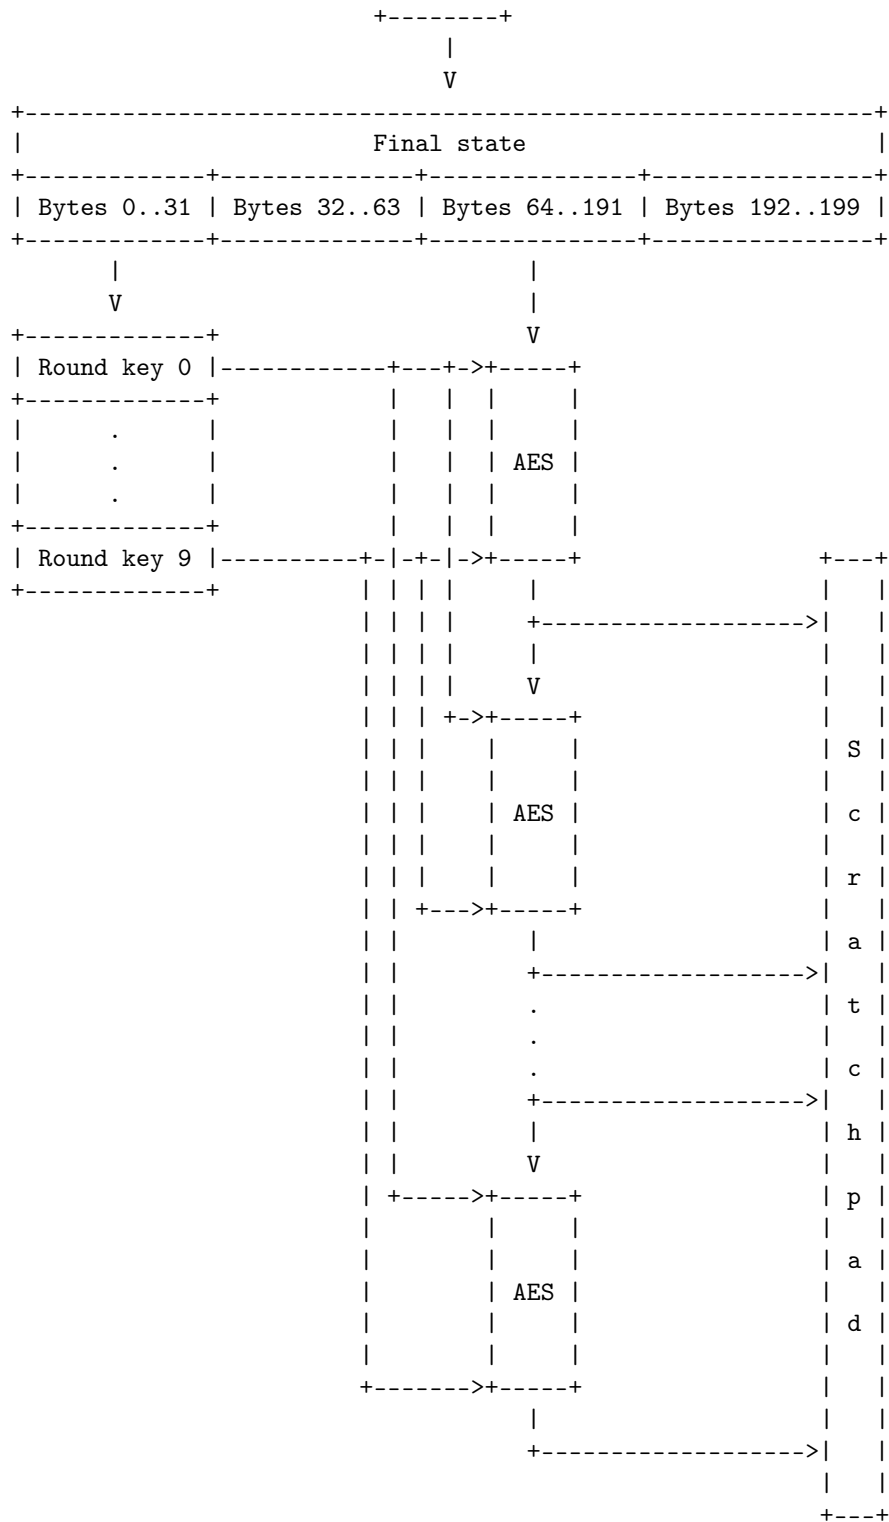 V
Final state
Bytes 0..31 Bytes 32..63 Bytes 64..191 Bytes 192..199
V
V
Round key 0
.
. AES
.
Round key 9
V
S
AES c
r
a
. t
.
. c
h
V
p
a
AES
d